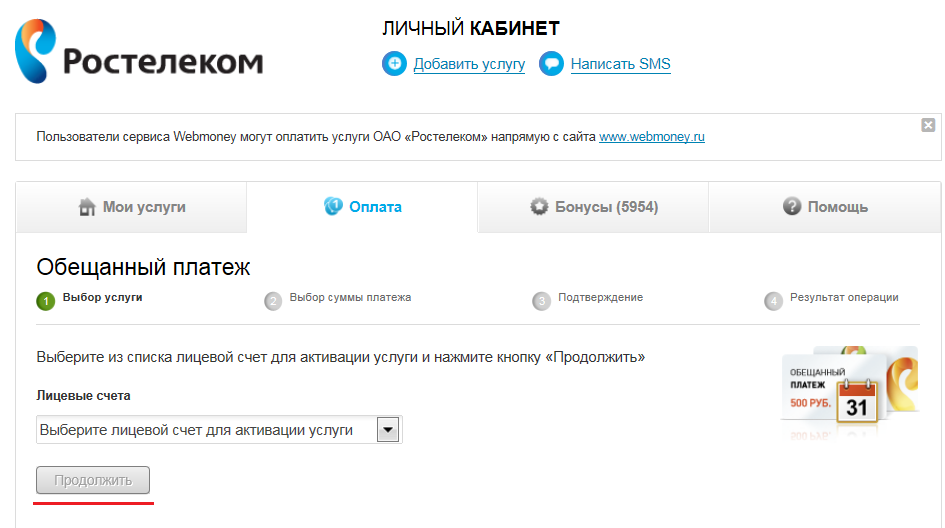 Ростелеком
ЛИЧНЫЙ КАБИНЕТ
Добавить услугу Написать SMS
Пользователи сервиса Webmoney могут оплатить услуги ОАО «Ростелеком» напрямую с сайта www.webmoney.ru
Мои услуги 1 Оплата Бонусы (5954) ? Помощь
Обещанный платеж
1 Выбор услуги 2 Выбор суммы платежа 3 Подтверждение 4 Результат операции
Выберите из списка лицевой счет для активации услуги и нажмите кнопку «Продолжить»
ОБЕЩАННЫЙ
ПЛАТЕЖ
500 РУБ.
31
Лицевые счета
Выберите лицевой счет для активации услуги
Продолжить